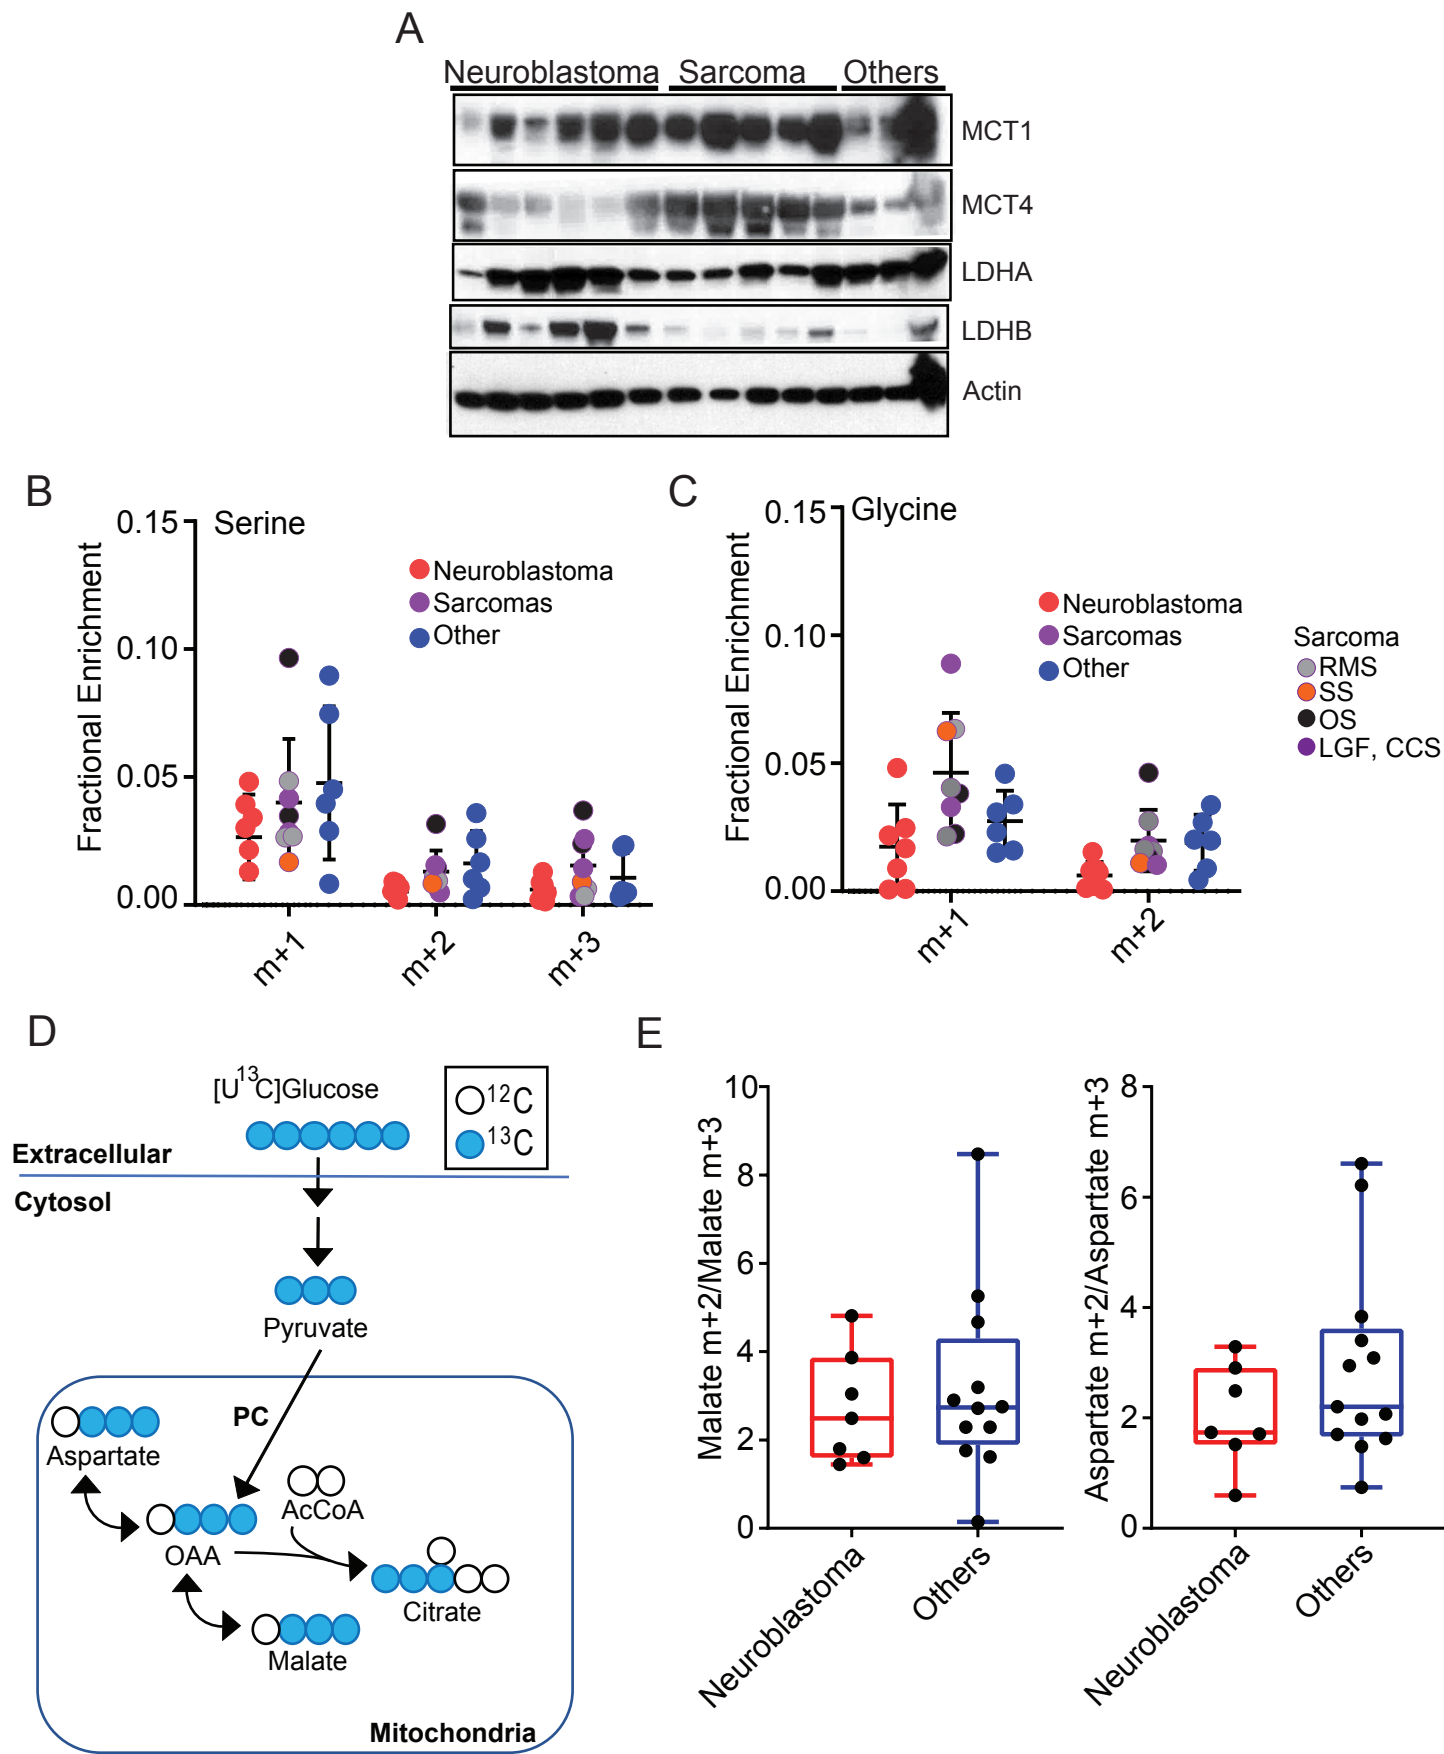 A
Neuroblastoma Sarcoma Others
MCT1
MCT4
LDHA
LDHB
Actin
B
Serine
Fractional Enrichment
0.15
0.10
0.05
0.00
Neuroblastoma
Sarcomas
Other
m+1
m+2
m+3
C
Glycine
Fractional Enrichment
0.15
0.10
0.05
0.00
Neuroblastoma
Sarcomas
Other
m+1
m+2
Sarcoma
RMS
SS
OS
LGF, CCS
D
[U13C]Glucose
12C
13C
Extracellular
Cytosol
Pyruvate
PC
Aspartate
AcCoA
OAA
Citrate
Malate
Mitochondria
E
Malate m+2/Malate m+3
10
8
6
4
2
0
Neuroblastoma
Others
Aspartate m+2/Aspartate m+3
8
6
4
2
0
Neuroblastoma
Others